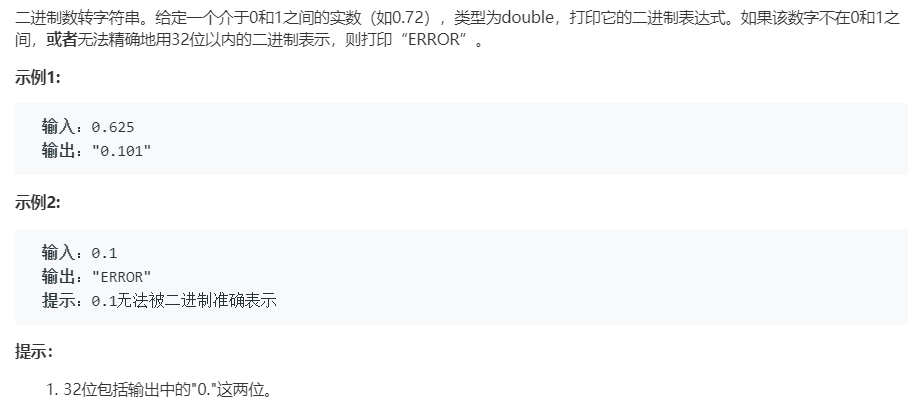 二进制数转字符串。给定一个介于0和1之间的实数（如0.72），类型为double，打印它的二进制表达式。如果该数字不在0和1之
间，或者无法精确地用32位以内的二进制表示，则打印“ERROR”。
示例1:
输入：0.625
输出："0.101"
示例2:
输入：0.1
输出："ERROR"
提示：0.1无法被二进制准确表示
提示：
1. 32位包括输出中的"0."这两位。